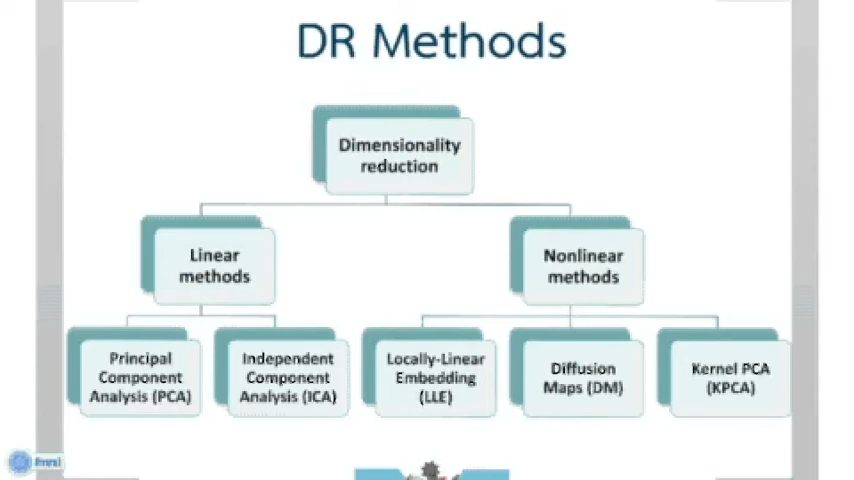 DR Methods
Dimensionality
reduction
Linear
methods
Nonlinear
methods
Principal
Component
Analysis (PCA)
Independent
Component
Analysis (ICA)
Locally-Linear
Embedding
(LLE)
Diffusion
Maps (DM)
Kernel PCA
(KPCA)